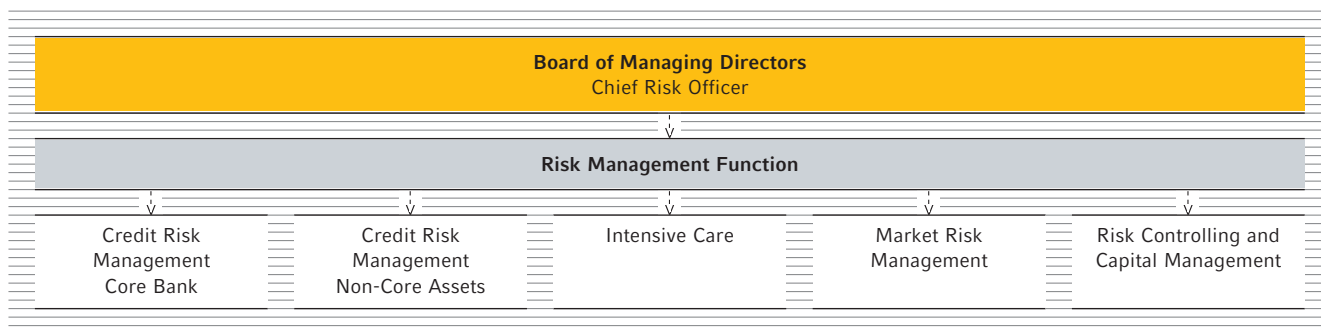 Board of Managing Directors
Chief Risk Officer
Risk Management Function
Credit Risk
Management
Core Bank
Credit Risk
Management
Non-Core Assets
Intensive Care
Market Risk
Management
Risk Controlling and
Capital Management